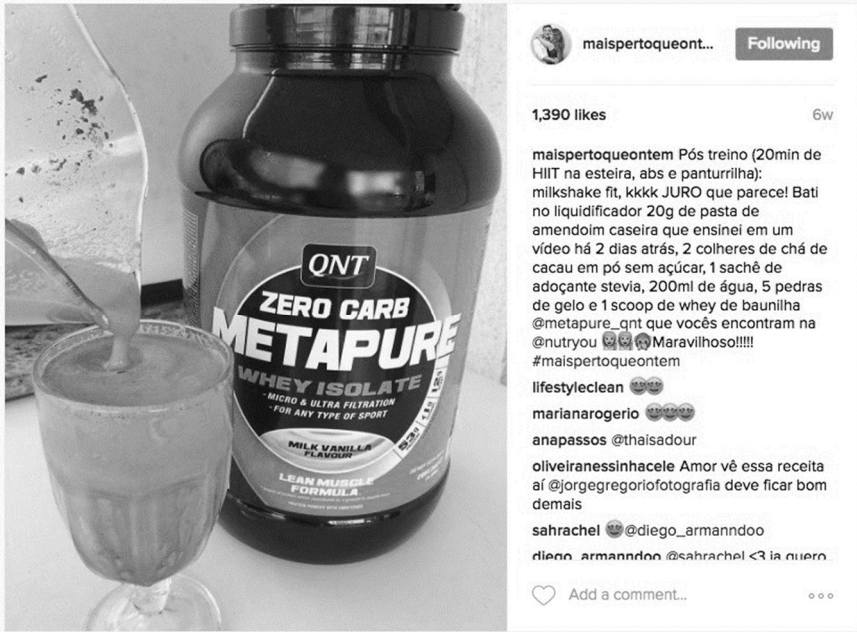 maispertoqueont...
Following
1,390 likes
6w
maispertoqueontem Pós treino (20min de
HIIT na esteira, abs e panturrilha):
milkshake fit, kkkk JURO que parece! Bati
no liquidificador 20g de pasta de
amendoim caseira que ensinei em um
vídeo há 2 dias atrás, 2 colheres de chá de
cacau em pó sem açúcar, 1 sachê de
adoçante stevia, 200ml de água, 5 pedras
de gelo e 1 scoop de whey de baunilha
@metapure_qnt que vocês encontram na
@nutryou Maravilhoso!!!!!
#maispertoqueontem
lifestyleclean
marianarogerio
anapassos @thaisadour
oliveiranessinhacele Amor vê essa receita
aí @jorgegregoriofotografia deve ficar bom
demais
sahrachel @diego_armanndoo
diego_armanndoo @sahrachel <3 ja quero
Add a comment...
QNT
ZERO CARB
METAPURE
WHEY ISOLATE
- MICRO & ULTRA FILTRATION
- FOR ANY TYPE OF SPORT
MILK VANILLA
FLAVOUR
LEAN MUSCLE
FORMULA